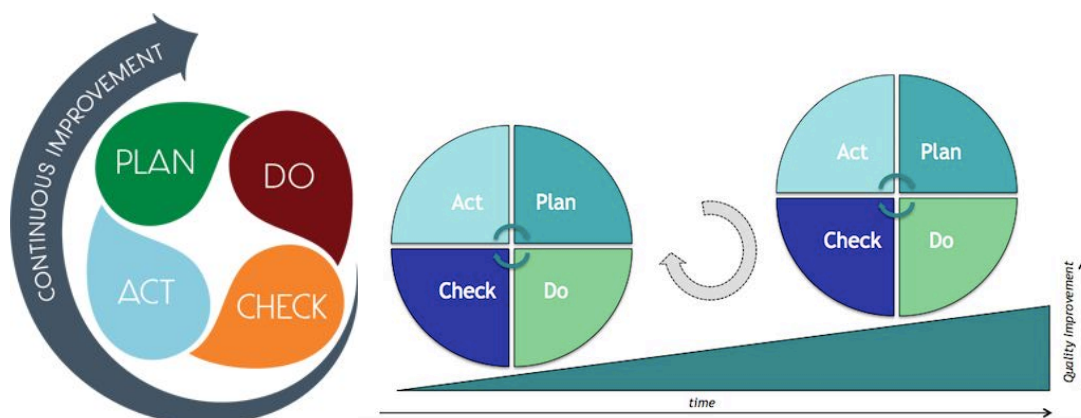 CONTINUOUS IMPROVEMENT
PLAN
DO
ACT
CHECK
Act
Plan
Check
Do
Act
Plan
Check
Do
Quality Improvement
time